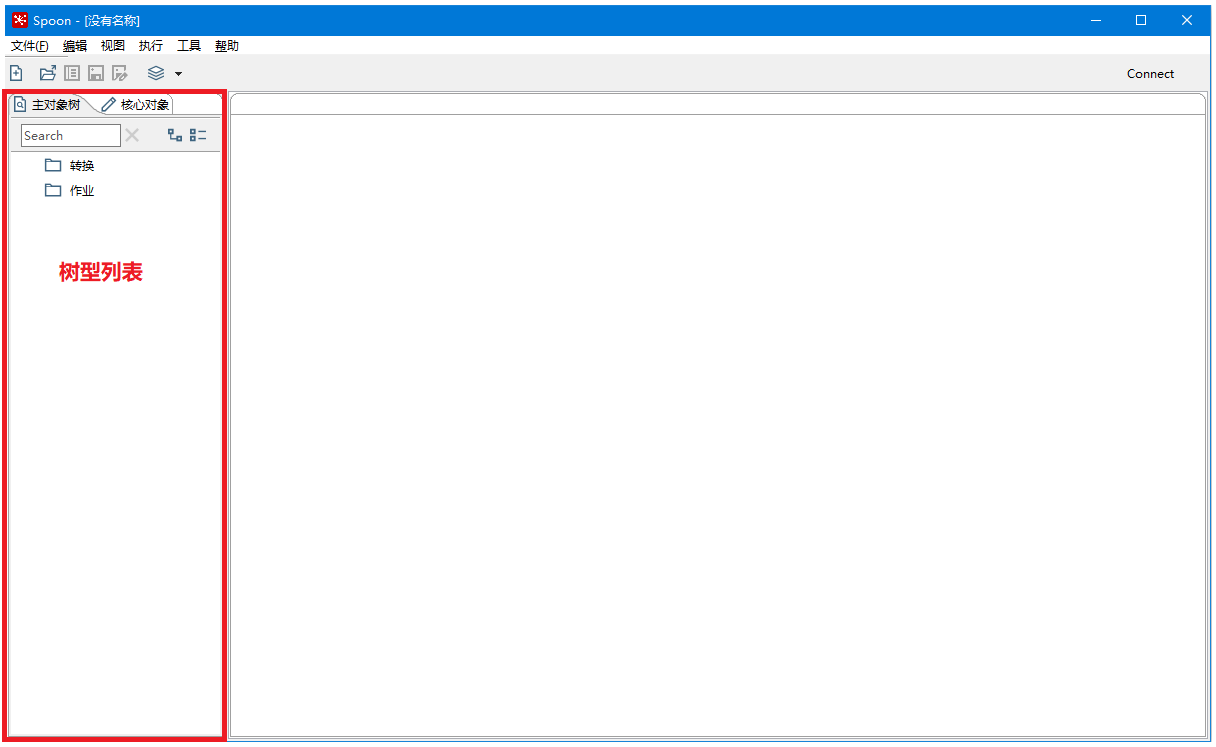 Spoon - [没有名称]
文件(F) 编辑 视图 执行 工具 帮助
Connect
主对象树 核心对象
Search
转换
作业
树型列表